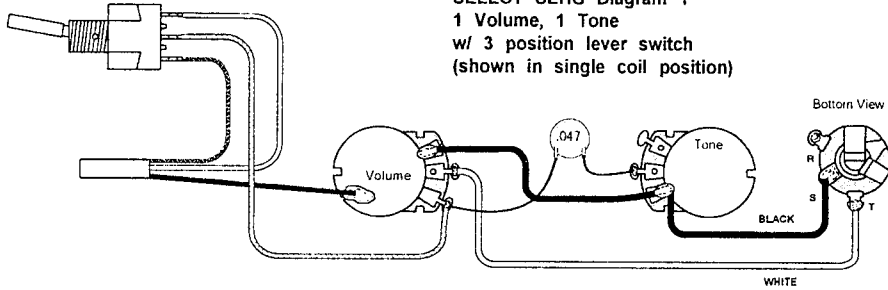 1 Volume, 1 Tone
w/ 3 position lever switch
(shown in single coil position)
Bottom View
.047
Tone
Volume
R
S
T
BLACK
WHITE